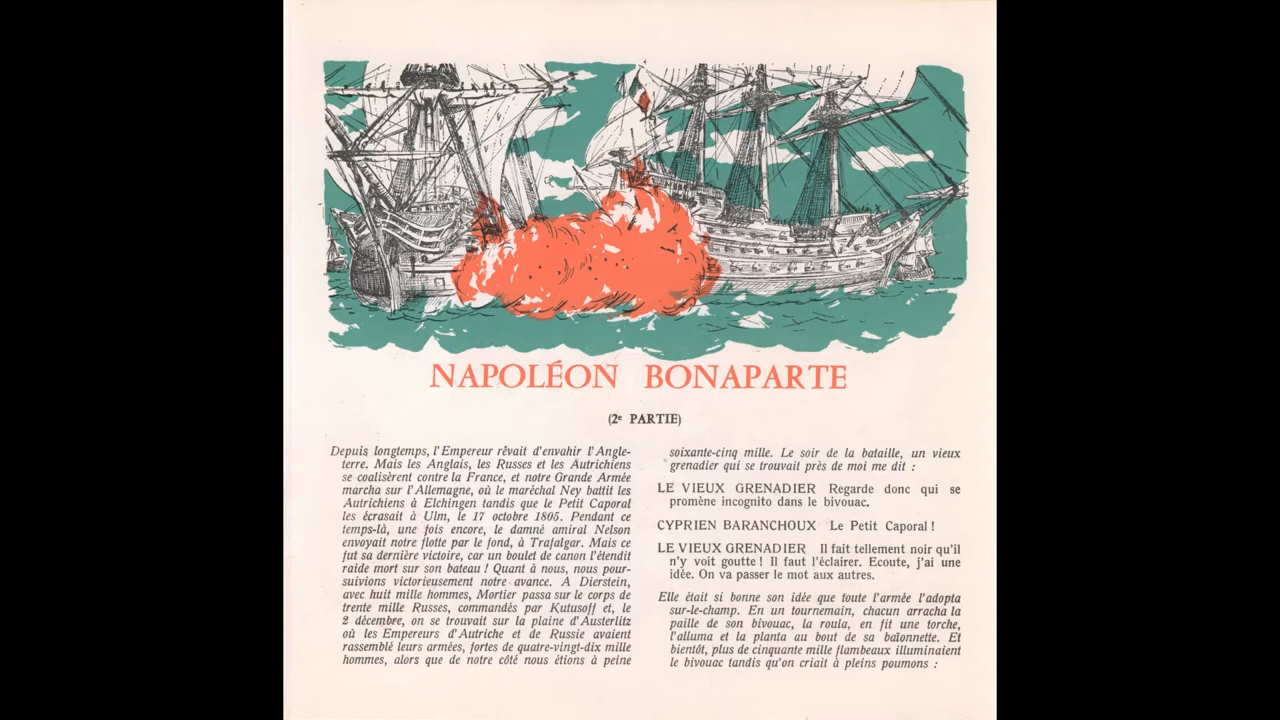 NAPOLÉON BONAPARTE
(2e PARTIE)
Depuis longtemps, l'Empereur rêvait d'envahir l'Angle-
terre. Mais les Anglais, les Russes et les Autrichiens
se coalisèrent contre la France, et notre Grande Armée
marcha sur l'Allemagne, où le maréchal Ney battit les
Autrichiens à Elchingen tandis que le Petit Caporal
les écrasait à Ulm, le 17 octobre 1805. Pendant ce
temps-là, une fois encore, le damné amiral Nelson
envoyait notre flotte par le fond, à Trafalgar. Mais ce
fut sa dernière victoire, car un boulet de canon l'étendit
raide mort sur son bateau ! Quant à nous, nous pour-
suivions victorieusement notre avance. A Dierstein,
avec huit mille hommes, Mortier passa sur le corps de
trente mille Russes, commandés par Kutusoff et, le
2 décembre, on se trouvait sur la plaine d'Austerlitz
où les Empereurs d'Autriche et de Russie avaient
rassemblé leurs armées, fortes de quatre-vingt-dix mille
hommes, alors que de notre côté nous étions à peine
soixante-cinq mille. Le soir de la bataille, un vieux
grenadier qui se trouvait près de moi me dit :
LE VIEUX GRENADIER Regarde donc qui se
promène incognito dans le bivouac.
CYPRIEN BARANCHOUX Le Petit Caporal !
LE VIEUX GRENADIER Il fait tellement noir qu'il
n'y voit goutte ! Il faut l'éclairer. Ecoute, j'ai une
idée. On va passer le mot aux autres.
Elle était si bonne son idée que toute l'armée l'adopta
sur-le-champ. En un tournemain, chacun arracha la
paille de son bivouac, la roula, en fit une torche,
l'alluma et la planta au bout de sa baïonnette. Et
bientôt, plus de cinquante mille flambeaux illuminaient
le bivouac tandis qu'on criait à pleins poumons :